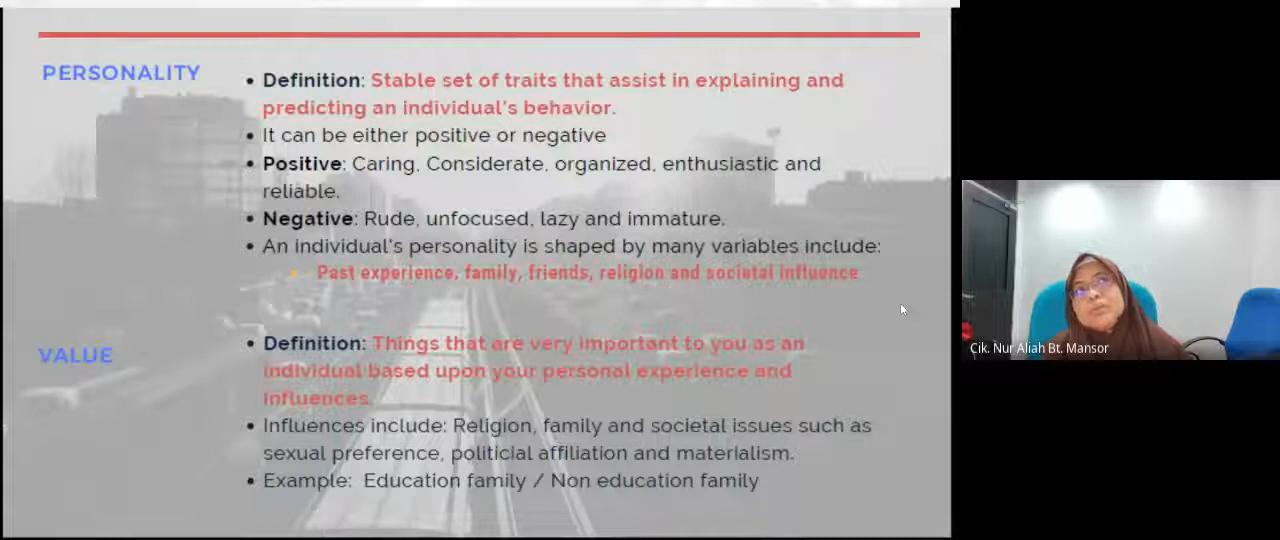 PERSONALITY
• Definition: Stable set of traits that assist in explaining and
predicting an individual's behavior.
• It can be either positive or negative
• Positive: Caring, Considerate, organized, enthusiastic and
reliable.
• Negative: Rude, unfocused, lazy and immature.
• An individual's personality is shaped by many variables include:
Past experience, family, friends, religion and societal influence
VALUE
• Definition: Things that are very important to you as an
individual based upon your personal experience and
influences.
• Influences include: Religion, family and societal issues such as
sexual preference, politicial affiliation and materialism.
• Example: Education family / Non education family
Cik. Nur Aliah Bt. Mansor